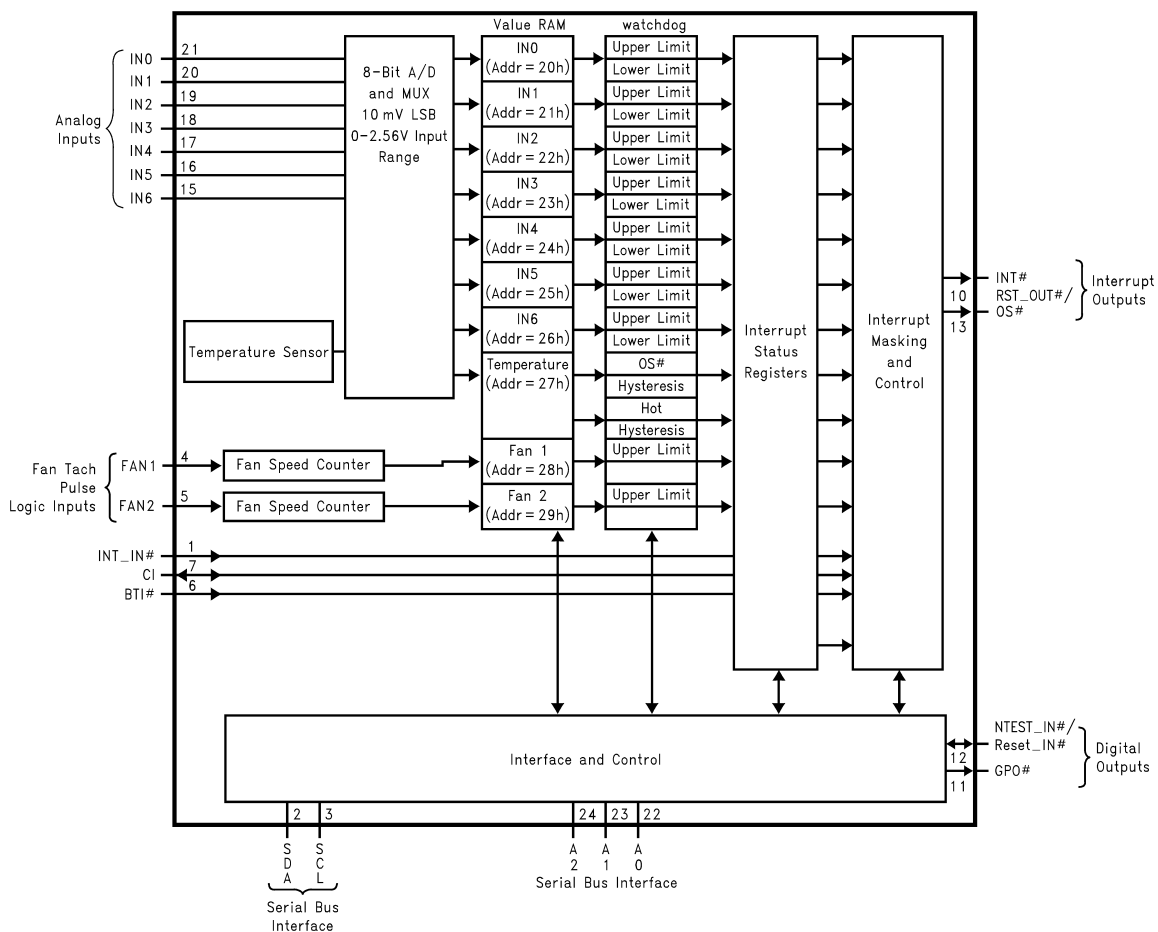 Value RAM
watchdog
Analog
Inputs
IN0
21
IN1
20
IN2
19
IN3
18
IN4
17
IN5
16
IN6
15
8-Bit A/D
and MUX
10 mV LSB
0-2.56V Input
Range
IN0
(Addr = 20h)
IN1
(Addr = 21h)
IN2
(Addr = 22h)
IN3
(Addr = 23h)
IN4
(Addr = 24h)
IN5
(Addr = 25h)
IN6
(Addr = 26h)
Temperature
(Addr = 27h)
Fan 1
(Addr = 28h)
Fan 2
(Addr = 29h)
Upper Limit
Lower Limit
Upper Limit
Lower Limit
Upper Limit
Lower Limit
Upper Limit
Lower Limit
Upper Limit
Lower Limit
Upper Limit
Lower Limit
Upper Limit
Lower Limit
OS#
Hysteresis
Hot
Hysteresis
Upper Limit
Upper Limit
Interrupt
Status
Registers
Interrupt
Masking
and
Control
INT#
10
RST_OUT#/
OS#
13
Interrupt
Outputs
Temperature Sensor
Fan Tach
Pulse
Logic Inputs
FAN1
4
Fan Speed Counter
FAN2
5
Fan Speed Counter
INT_IN#
1
CI
7
BTI#
6
Interface and Control
NTEST_IN#/
Reset_IN#
12
GPO#
11
Digital
Outputs
2
3
24
23
22
SDA
SCL
A2
A1
A0
Serial Bus Interface
Serial Bus
Interface